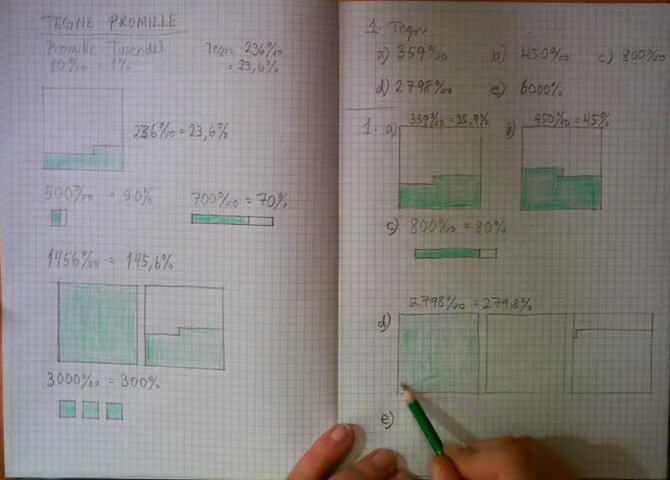 TEGNE PROMILLE
Promille Tusendel
10‰ = 1%
Tegn 236‰
= 23,6%
236‰ = 23,6%
500‰ = 50%
700‰ = 70%
1456‰ = 145,6%
3000‰ = 300%
1. Tegn
a) 359‰ b) 450‰ c) 800‰
d) 2798‰ e) 6000%
1. a) 359‰ = 35,9% b) 450‰ = 45%
c) 800‰ = 80%
2798‰ = 279,8%
d)
e)